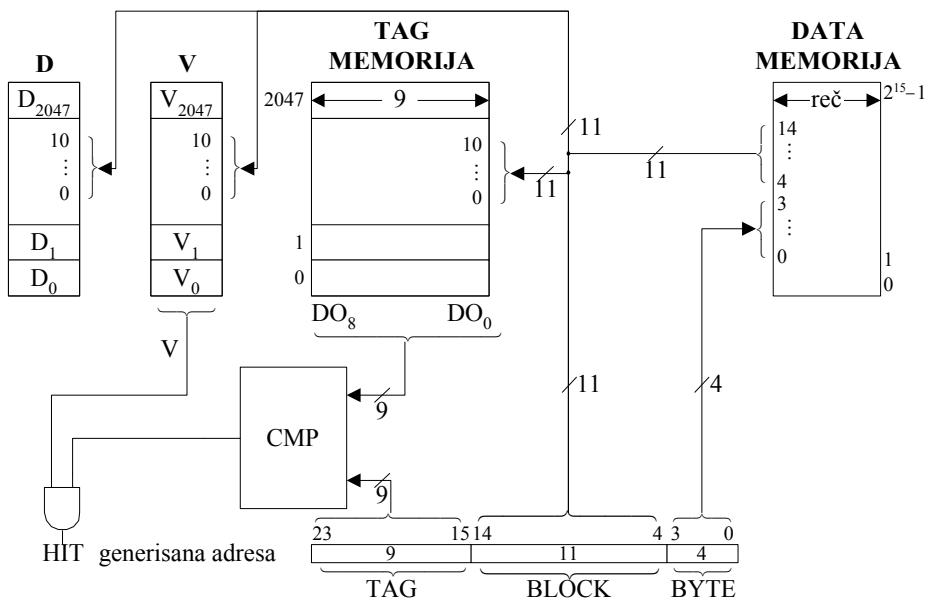 D
V
TAG
MEMORIJA
DATA
MEMORIJA
D2047
V2047
2047
9
reč
2¹⁵–1
10
⋮
0
10
⋮
0
10
⋮
0
11
11
11
14
⋮
4
3
⋮
0
D1
V1
1
1
D0
V0
0
0
DO8
DO0
V
CMP
9
11
4
9
23
15
14
4
3
0
HIT
generisana adresa
9
11
4
TAG
BLOCK
BYTE